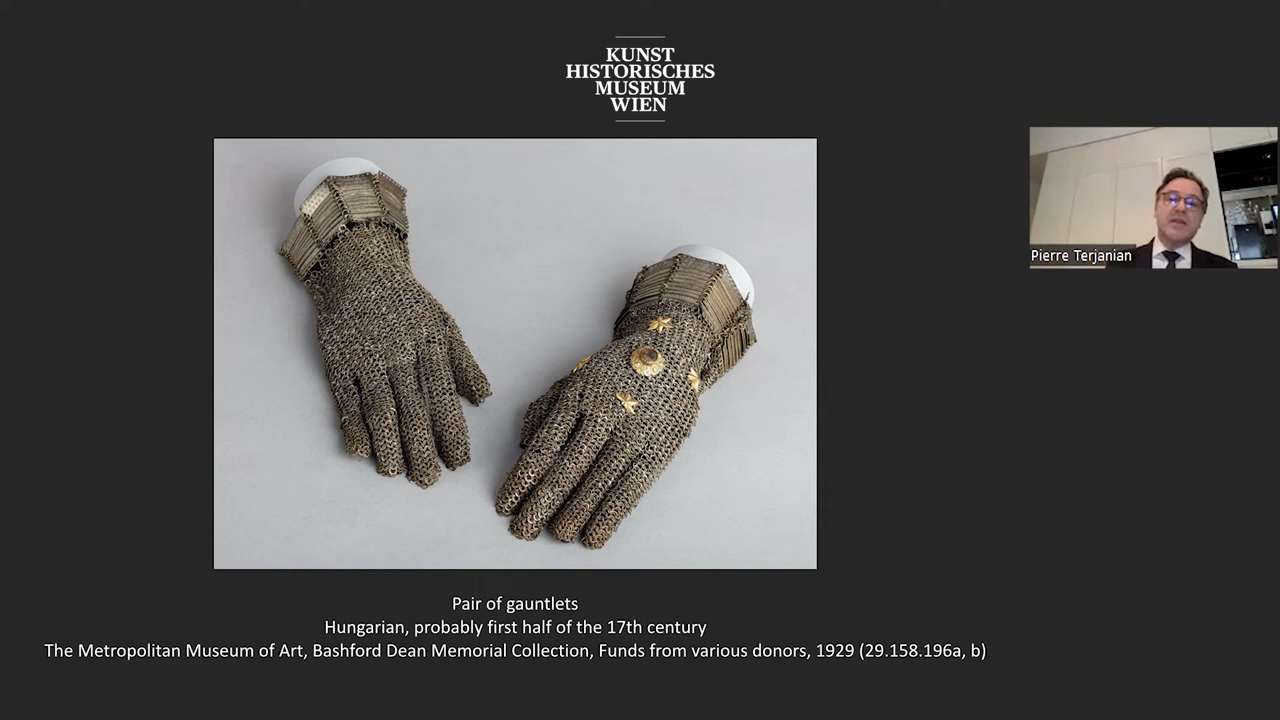 KUNST
HISTORISCHES
MUSEUM
WIEN
Pierre Terjanian
Pair of gauntlets
Hungarian, probably first half of the 17th century
The Metropolitan Museum of Art, Bashford Dean Memorial Collection, Funds from various donors, 1929 (29.158.196a, b)